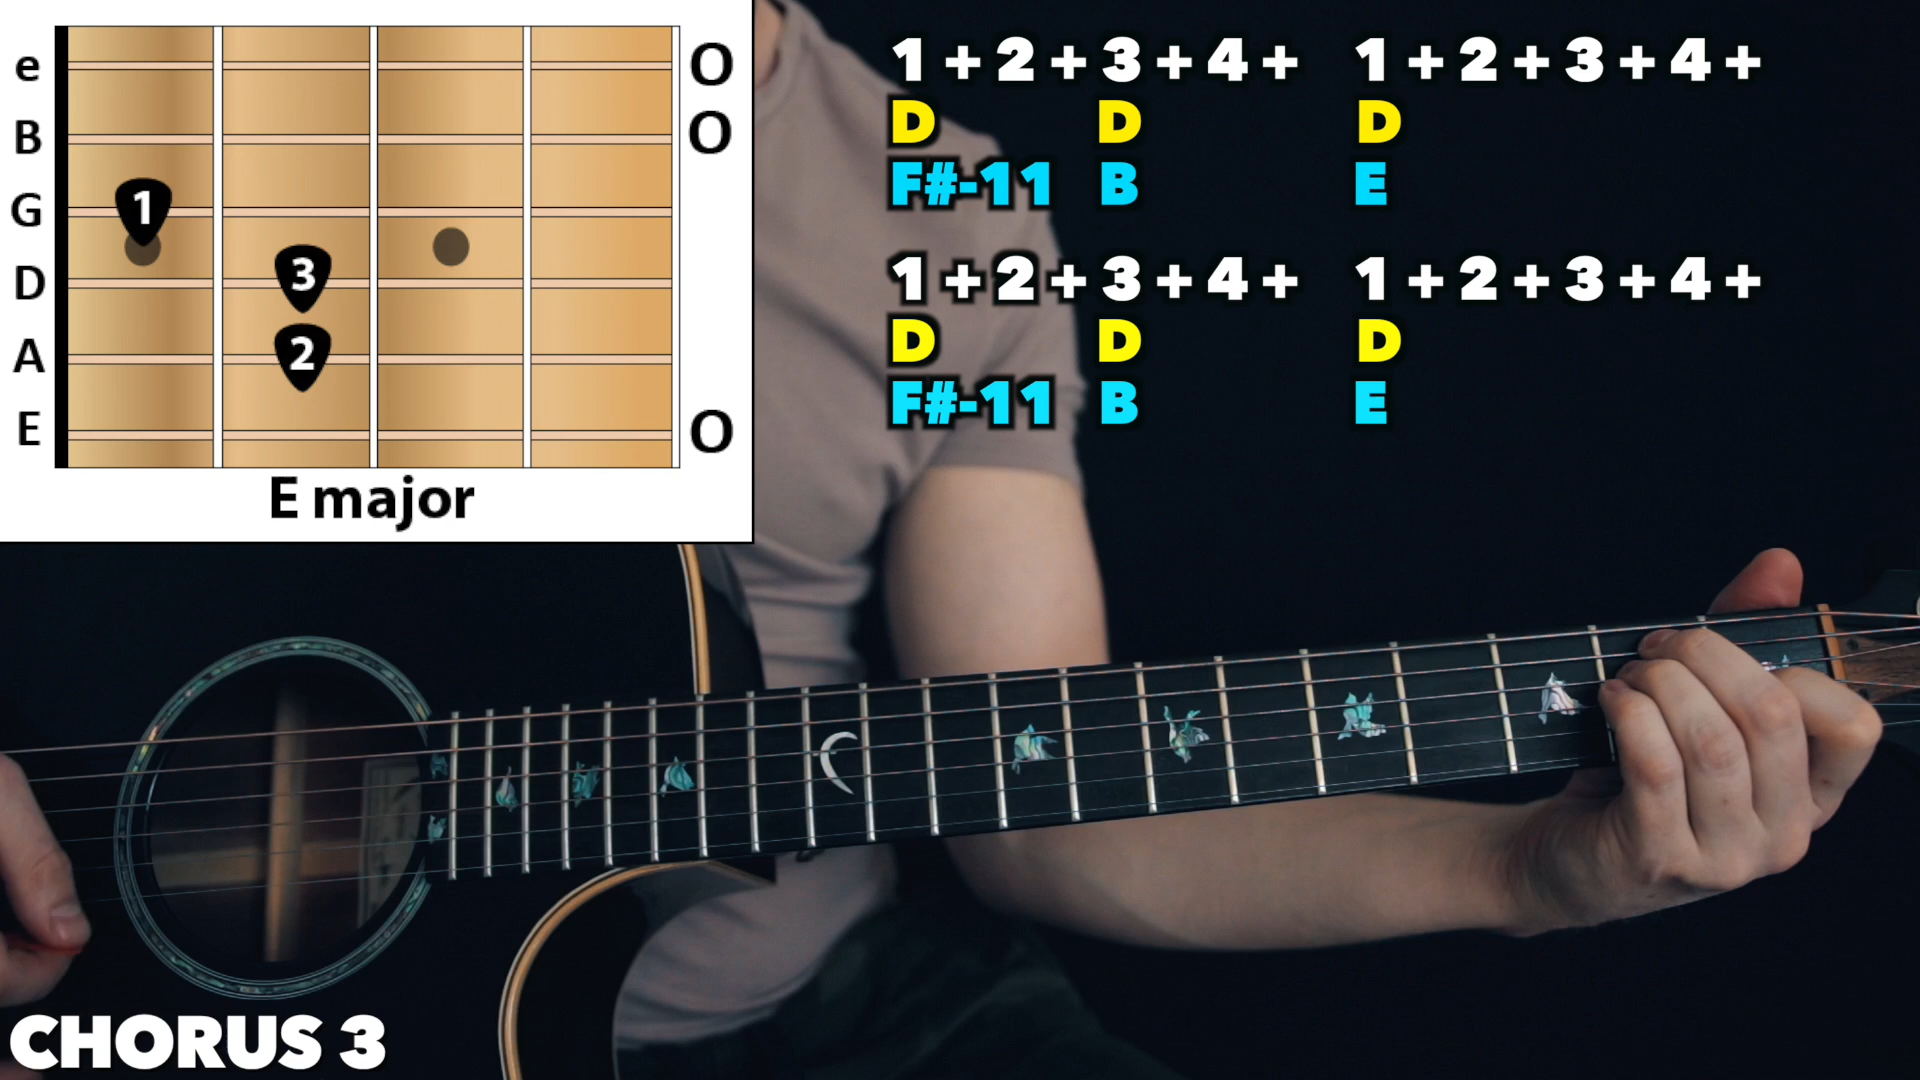 e O
B O
1
G
3
D
2
A
E O
E major
1 + 2 + 3 + 4 + 1 + 2 + 3 + 4 +
D D D
F#-11 B E
1 + 2 + 3 + 4 + 1 + 2 + 3 + 4 +
D D D
F#-11 B E
CHORUS 3